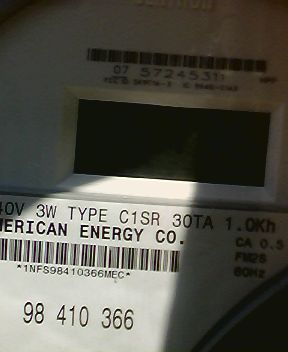 07 5724531
40V 3W TYPE C1SR 30TA 1.0Kh
MERICAN ENERGY CO.
CA 0.5
FM2S
60Hz
*1NFS98410366MEC*
98 410 366